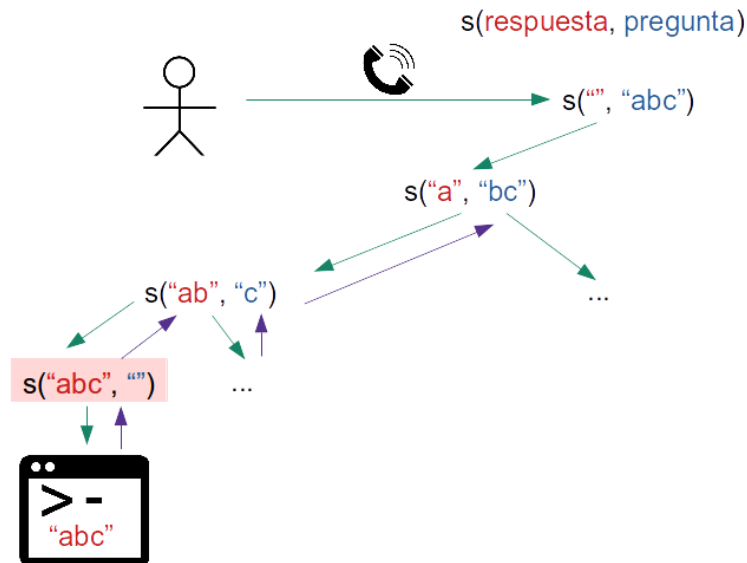 s(respuesta, pregunta)
s(“”, “abc”)
s(“a”, “bc”)
s(“ab”, “c”)
...
s(“abc”, “”)
...
>-
“abc”